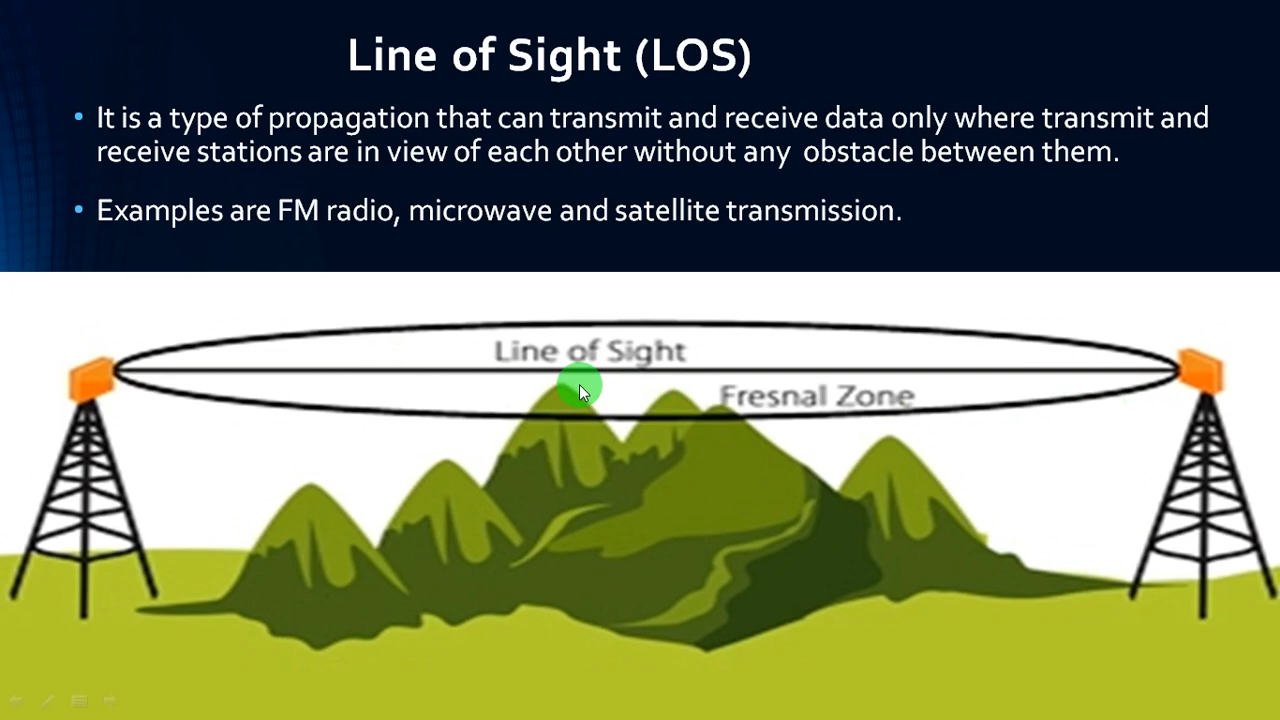 Line of Sight (LOS)
• It is a type of propagation that can transmit and receive data only where transmit and
receive stations are in view of each other without any obstacle between them.
• Examples are FM radio, microwave and satellite transmission.
Line of Sight
Fresnal Zone